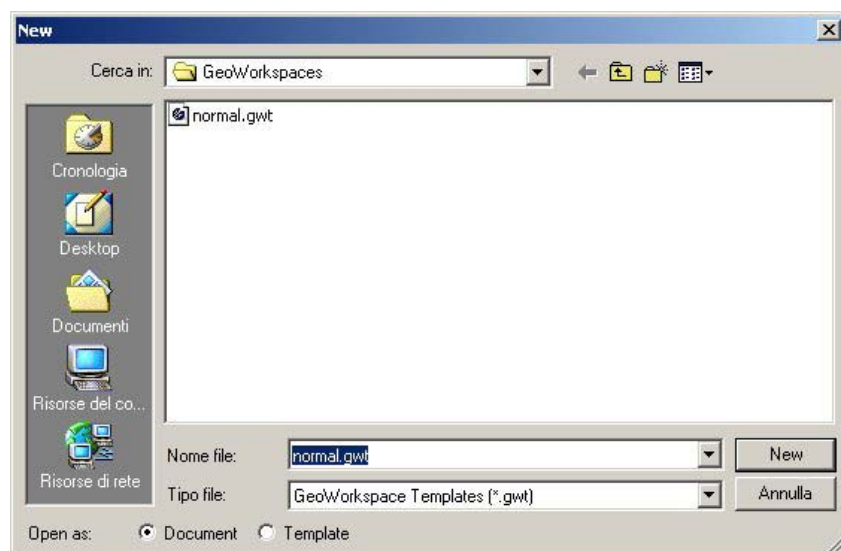 New
Cerca in: GeoWorkspaces
normal.gwt
Cronologia
Desktop
Documenti
Risorse del co...
Risorse di rete
Nome file: normal.gwt New
Tipo file: GeoWorkspace Templates (*.gwt) Annulla
Open as: Document Template